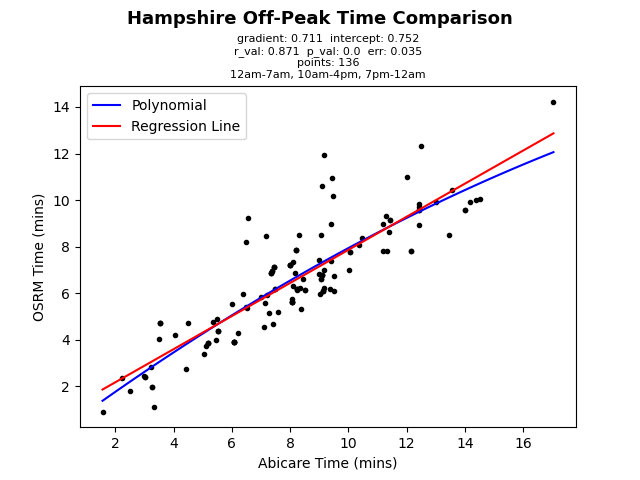 Hampshire Off-Peak Time Comparison
gradient: 0.711  intercept: 0.752
r_val: 0.871  p_val: 0.0  err: 0.035
points: 136
12am-7am, 10am-4pm, 7pm-12am
Polynomial
Regression Line
14
12
10
8
6
4
2
OSRM Time (mins)
2 4 6 8 10 12 14 16
Abicare Time (mins)